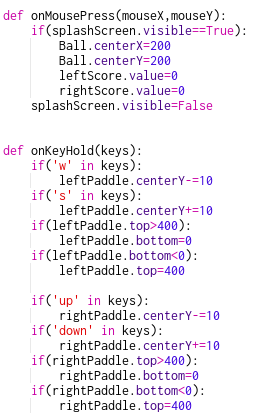 def onMousePress(mouseX,mouseY):
    if(splashScreen.visible==True):
        Ball.centerX=200
        Ball.centerY=200
        leftScore.value=0
        rightScore.value=0
    splashScreen.visible=False

def onKeyHold(keys):
    if('w' in keys):
        leftPaddle.centerY-=10
    if('s' in keys):
        leftPaddle.centerY+=10
    if(leftPaddle.top>400):
        leftPaddle.bottom=0
    if(leftPaddle.bottom<0):
        leftPaddle.top=400

    if('up' in keys):
        rightPaddle.centerY-=10
    if('down' in keys):
        rightPaddle.centerY+=10
    if(rightPaddle.top>400):
        rightPaddle.bottom=0
    if(rightPaddle.bottom<0):
        rightPaddle.top=400